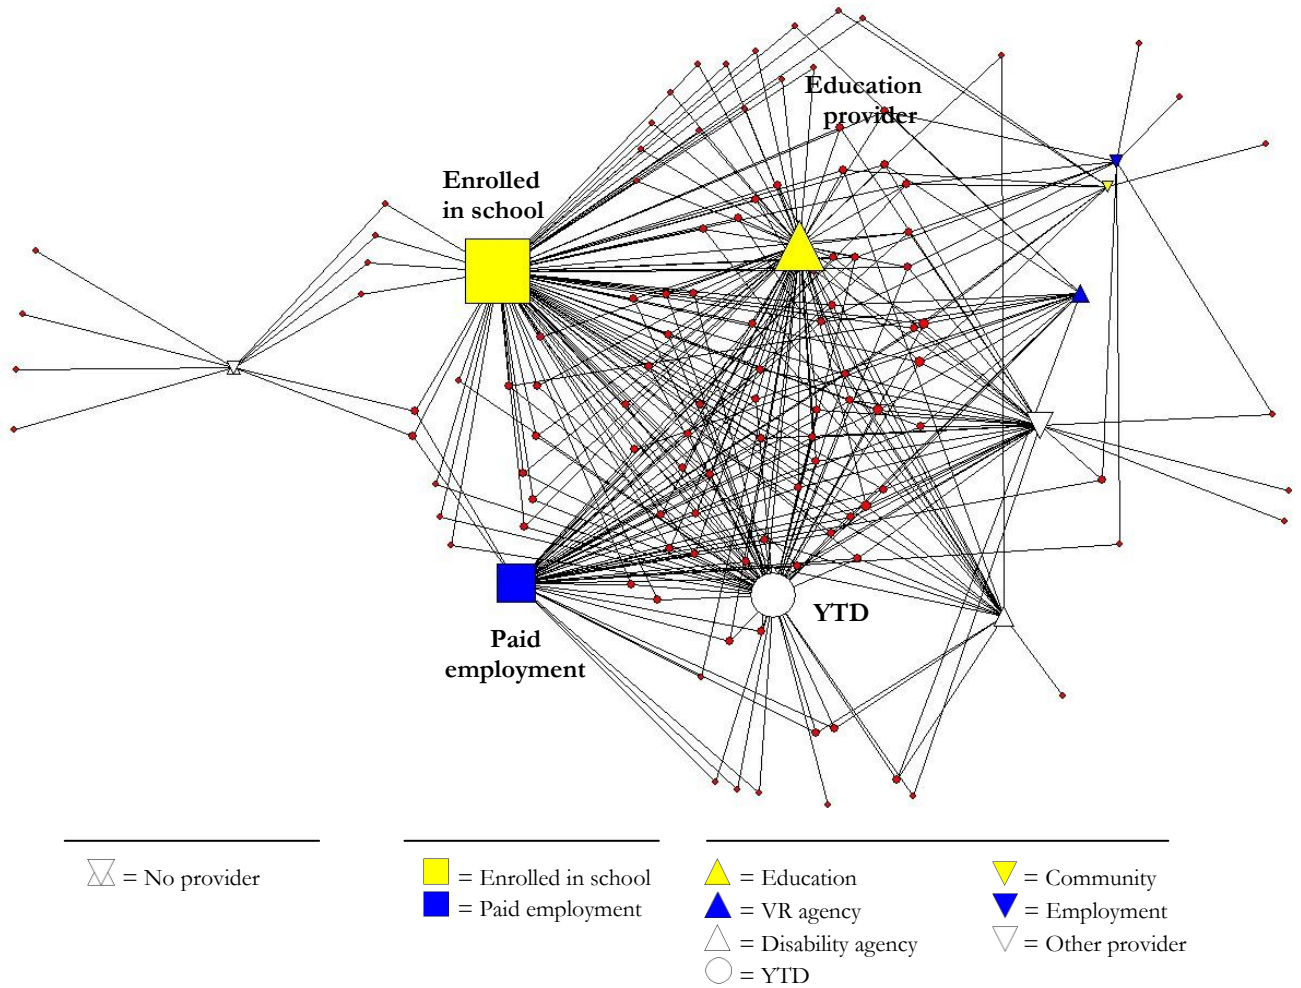 Education
provider
Enrolled
in school
Paid
employment
YTD
= No provider
= Enrolled in school
= Paid employment
= Education
= VR agency
= Disability agency
= YTD
= Community
= Employment
= Other provider